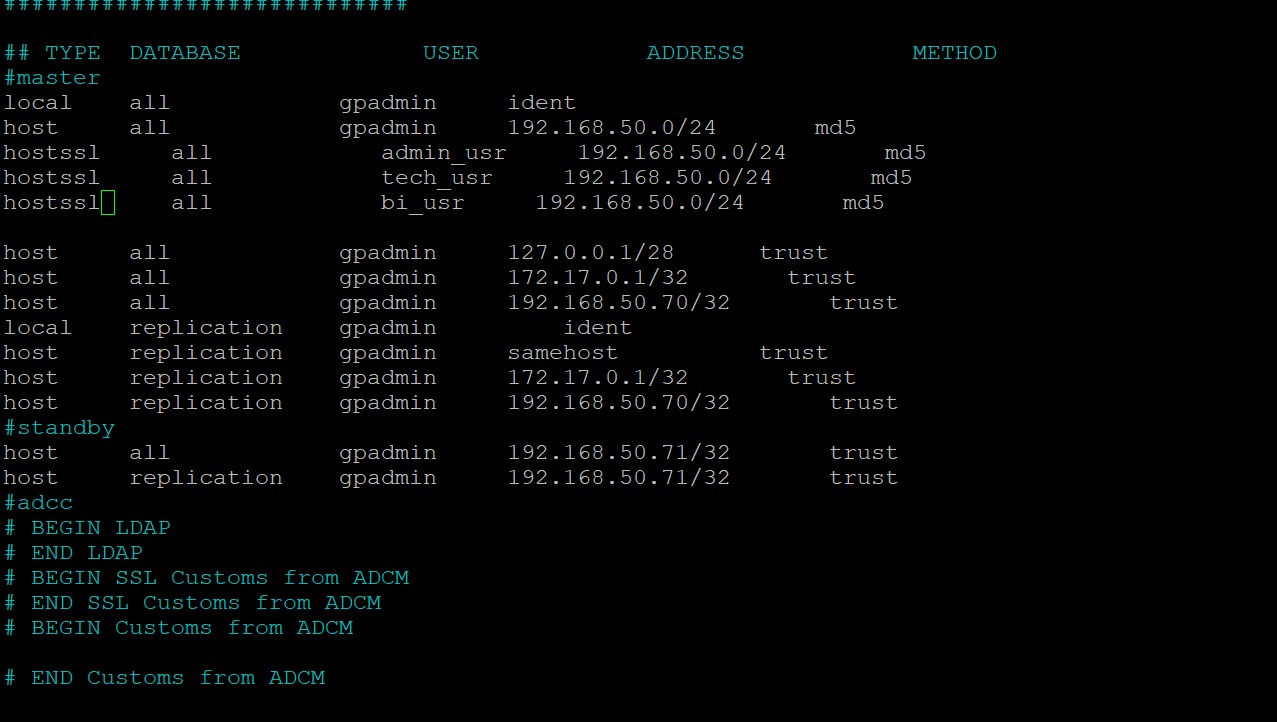 #############################
## TYPE DATABASE USER ADDRESS METHOD
#master
local all gpadmin ident
host all gpadmin 192.168.50.0/24 md5
hostssl all admin_usr 192.168.50.0/24 md5
hostssl all tech_usr 192.168.50.0/24 md5
hostssl all bi_usr 192.168.50.0/24 md5
host all gpadmin 127.0.0.1/28 trust
host all gpadmin 172.17.0.1/32 trust
host all gpadmin 192.168.50.70/32 trust
local replication gpadmin ident
host replication gpadmin samehost trust
host replication gpadmin 172.17.0.1/32 trust
host replication gpadmin 192.168.50.70/32 trust
#standby
host all gpadmin 192.168.50.71/32 trust
host replication gpadmin 192.168.50.71/32 trust
#adcc
# BEGIN LDAP
# END LDAP
# BEGIN SSL Customs from ADCM
# END SSL Customs from ADCM
# BEGIN Customs from ADCM
# END Customs from ADCM